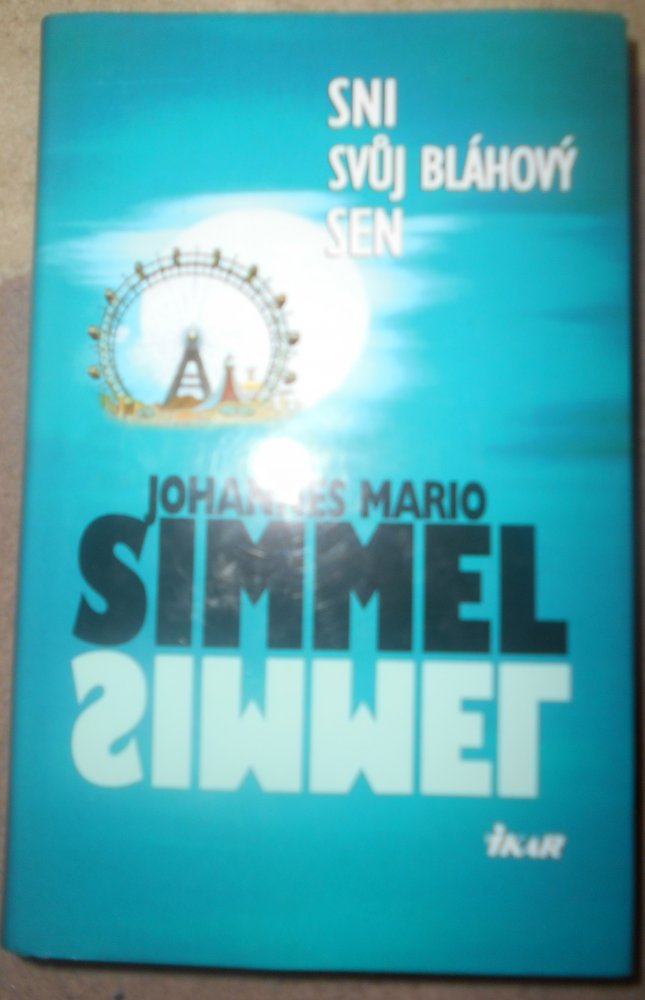 SNI
SVŮJ BLÁHOVÝ
SEN
JOHANNES MARIO
SIMMEL
SIMMEL
iKAR